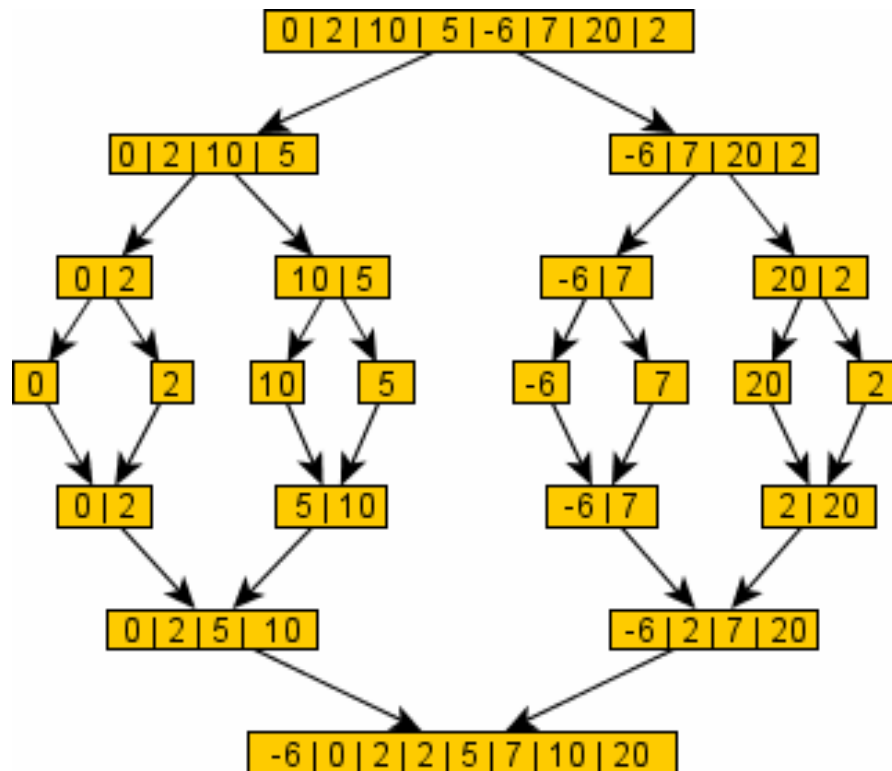 0 | 2 | 10 | 5 | -6 | 7 | 20 | 2
0 | 2 | 10 | 5
-6 | 7 | 20 | 2
0 | 2
10 | 5
-6 | 7
20 | 2
0
2
10
5
-6
7
20
2
0 | 2
5 | 10
-6 | 7
2 | 20
0 | 2 | 5 | 10
-6 | 2 | 7 | 20
-6 | 0 | 2 | 2 | 5 | 7 | 10 | 20